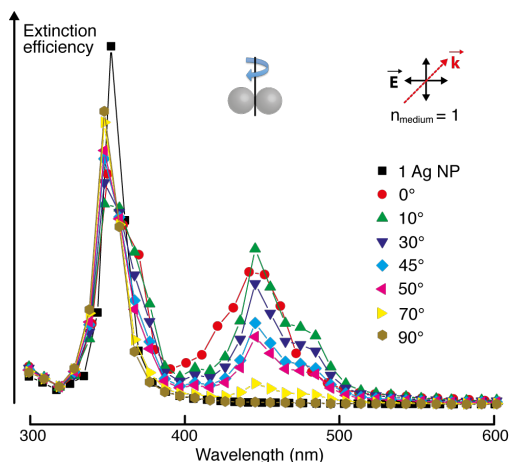 Extinction
efficiency
E
k
n medium = 1
1 Ag NP
0°
10°
30°
45°
50°
70°
90°
300
400
500
600
Wavelength (nm)